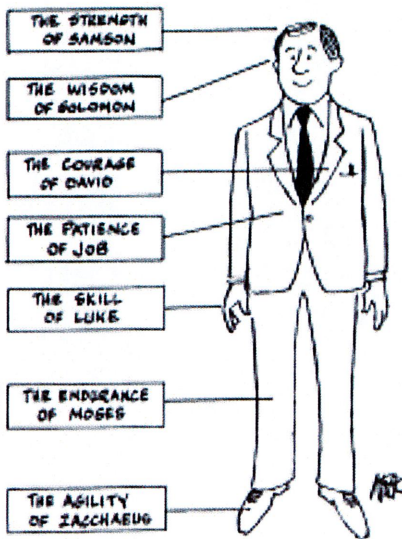 THE STRENGTH
OF SAMSON
THE WISDOM
OF SOLOMON
THE COURAGE
OF DAVID
THE PATIENCE
OF JOB
THE SKILL
OF LUKE
THE ENDURANCE
OF MOSES
THE AGILITY
OF ZACCHAEUS